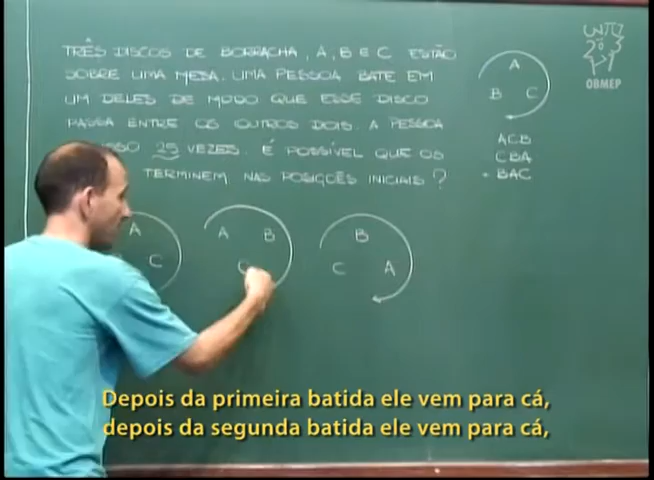 TRÊS DISCOS DE BORRACHA, A, B E C ESTÃO
SOBRE UMA MESA. UMA PESSOA BATE EM
UM DELES DE MODO QUE ESSE DISCO
PASSA ENTRE OS OUTROS DOIS. A PESSOA
ISSO 25 VEZES. É POSSÍVEL QUE OS
TERMINEM NAS POSIÇÕES INICIAIS?
A
B C
ACB
CBA
BAC
OBMEP
A
C
A B
C
B
C A
Depois da primeira batida ele vem para cá,
depois da segunda batida ele vem para cá,